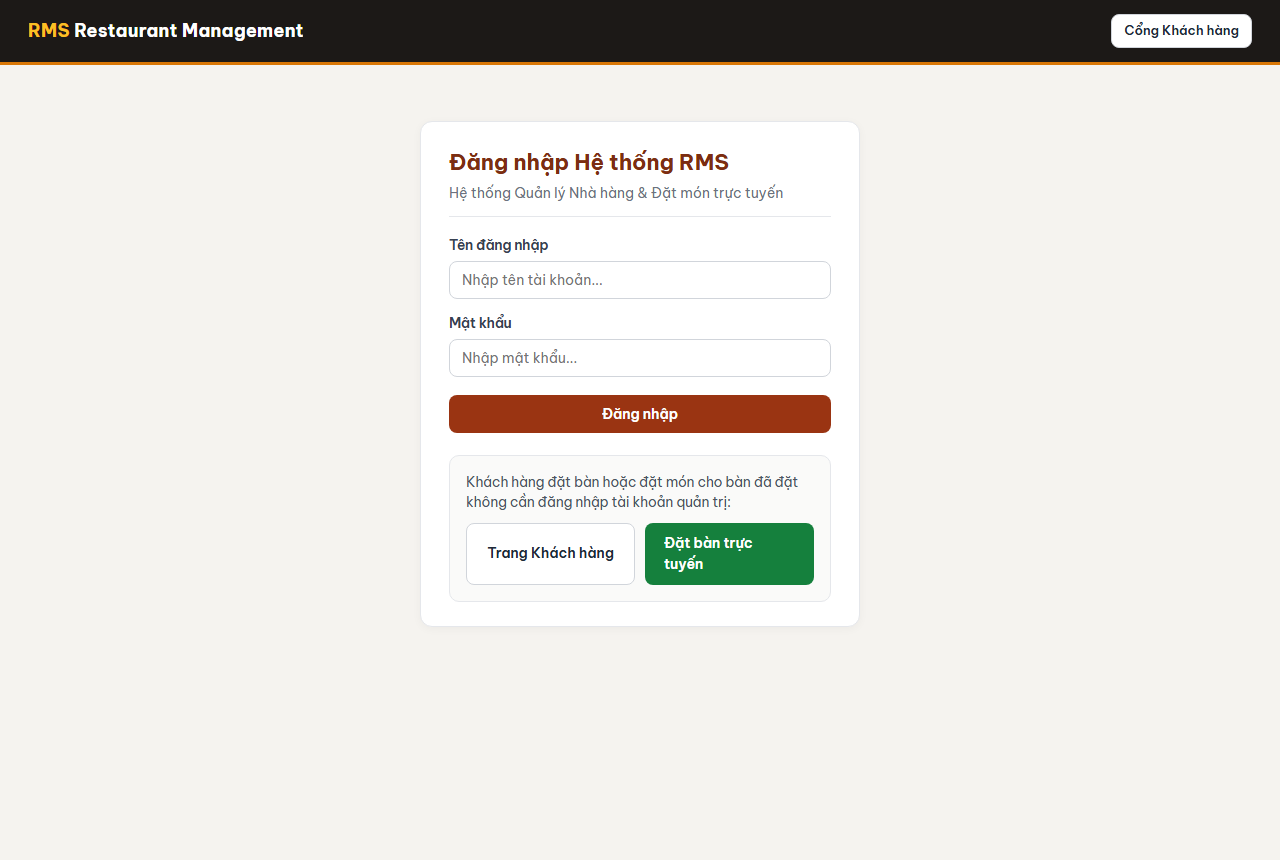 RMS Restaurant Management
Cổng Khách hàng
Đăng nhập Hệ thống RMS
Hệ thống Quản lý Nhà hàng & Đặt món trực tuyến
Tên đăng nhập
Nhập tên tài khoản...
Mật khẩu
Nhập mật khẩu...
Đăng nhập
Khách hàng đặt bàn hoặc đặt món cho bàn đã đặt
không cần đăng nhập tài khoản quản trị:
Trang Khách hàng
Đặt bàn trực
tuyến